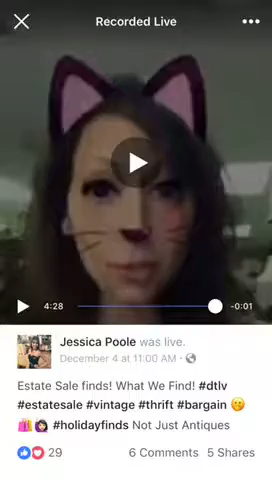 Recorded Live
4:28 -0:01
Jessica Poole was live.
December 4 at 11:00 AM ·
Estate Sale finds! What We Find! #dtlv
#estatesale #vintage #thrift #bargain
#holidayfinds Not Just Antiques
29 6 Comments 5 Shares